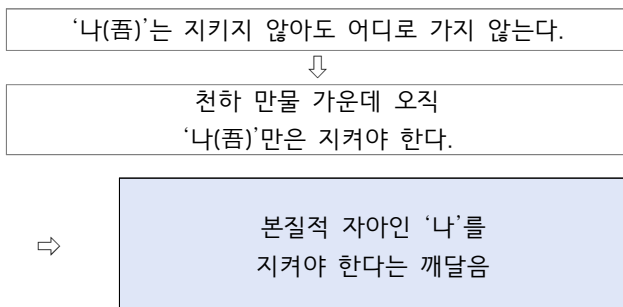 ‘나(吾)’는 지키지 않아도 어디로 가지 않는다.
⇩
천하 만물 가운데 오직
‘나(吾)’만은 지켜야 한다.
⇨
본질적 자아인 ‘나’를
지켜야 한다는 깨달음